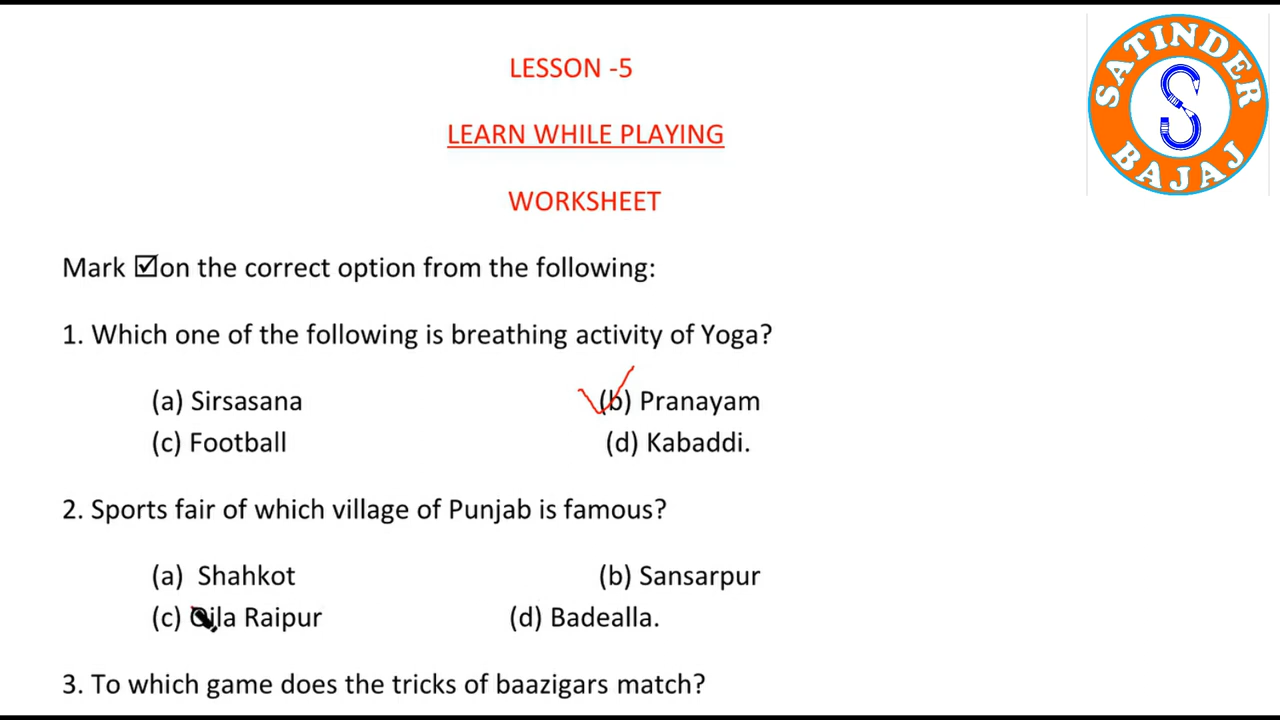 SATINDER
S
BAJAJ
LESSON -5
LEARN WHILE PLAYING
WORKSHEET
Mark ☑on the correct option from the following:
1. Which one of the following is breathing activity of Yoga?
(a) Sirsasana (b) Pranayam
(c) Football (d) Kabaddi.
2. Sports fair of which village of Punjab is famous?
(a) Shahkot (b) Sansarpur
(c) Qila Raipur (d) Badealla.
3. To which game does the tricks of baazigars match?